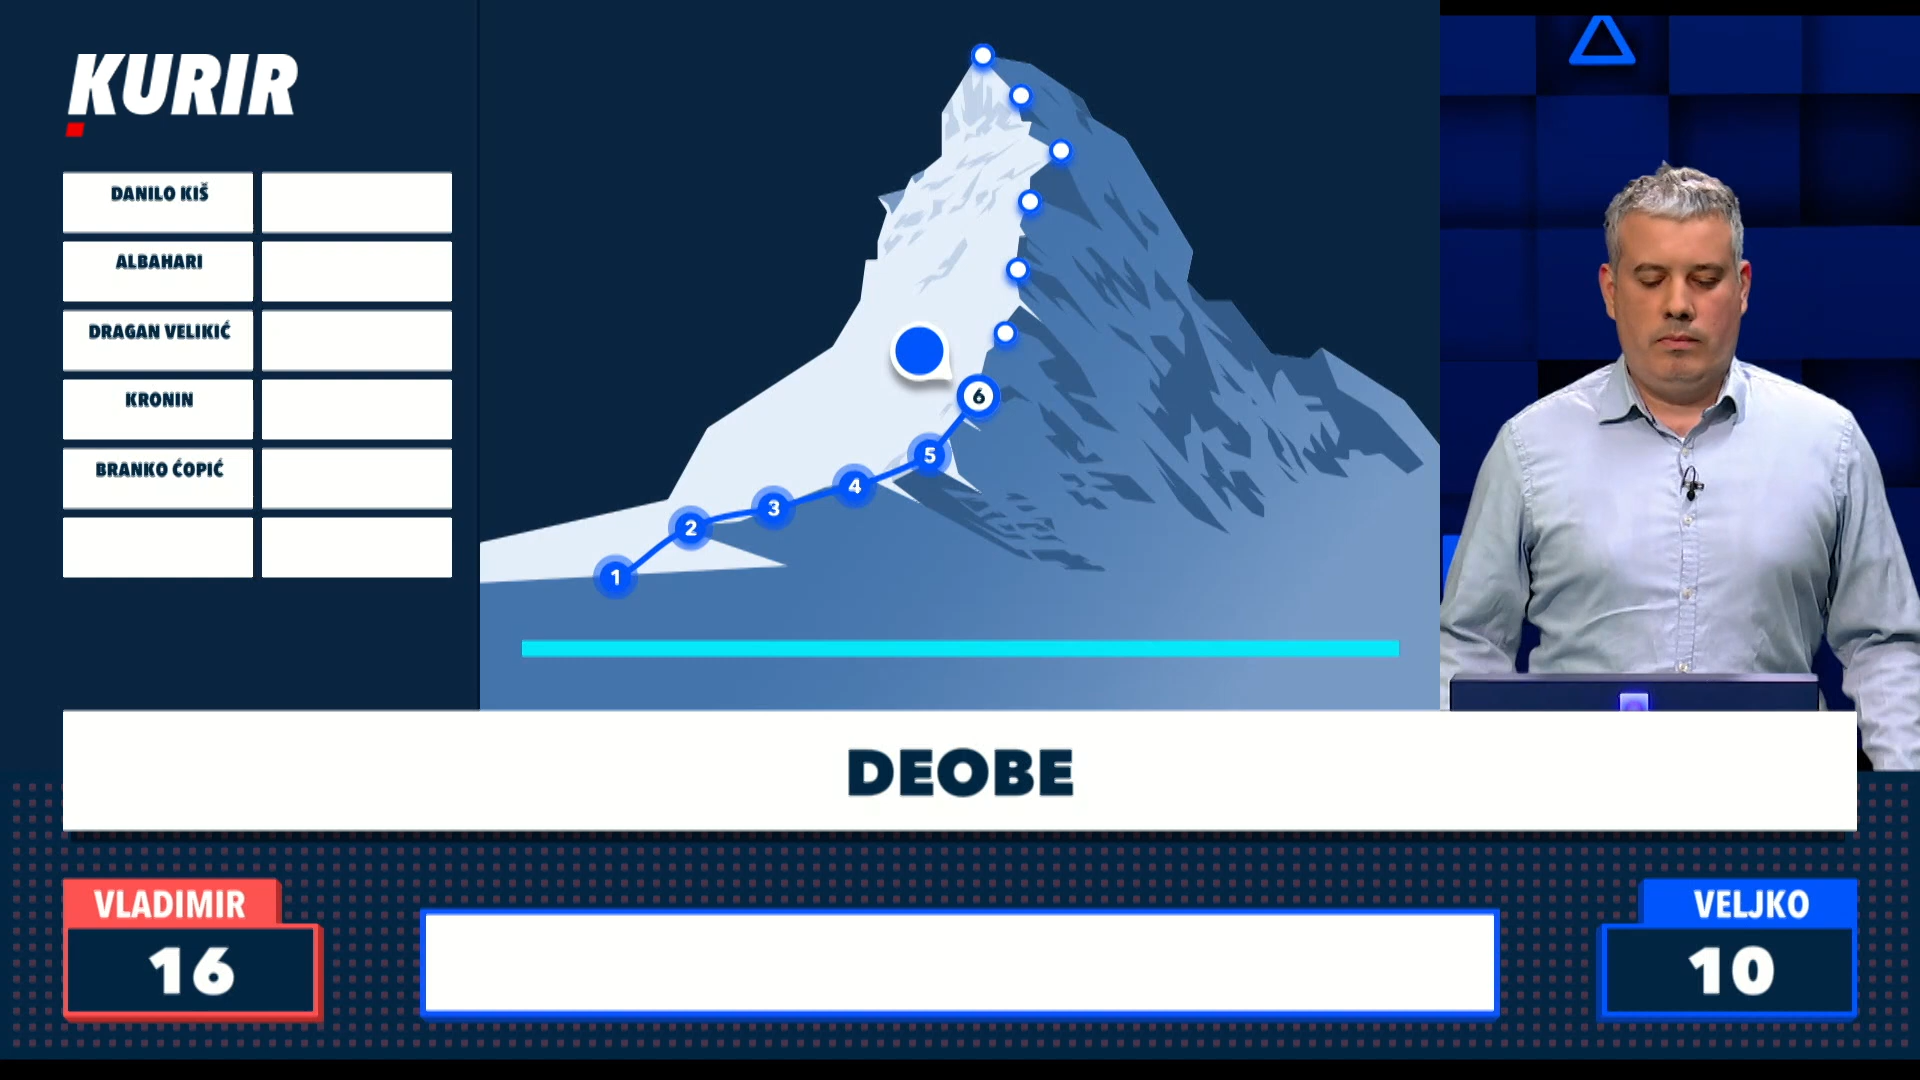 KURIR
DANILO KIŠ
ALBAHARI
DRAGAN VELIKIĆ
KRONIN
BRANKO ĆOPIĆ
6
5
4
3
2
1
DEOBE
VLADIMIR
16
VELJKO
10